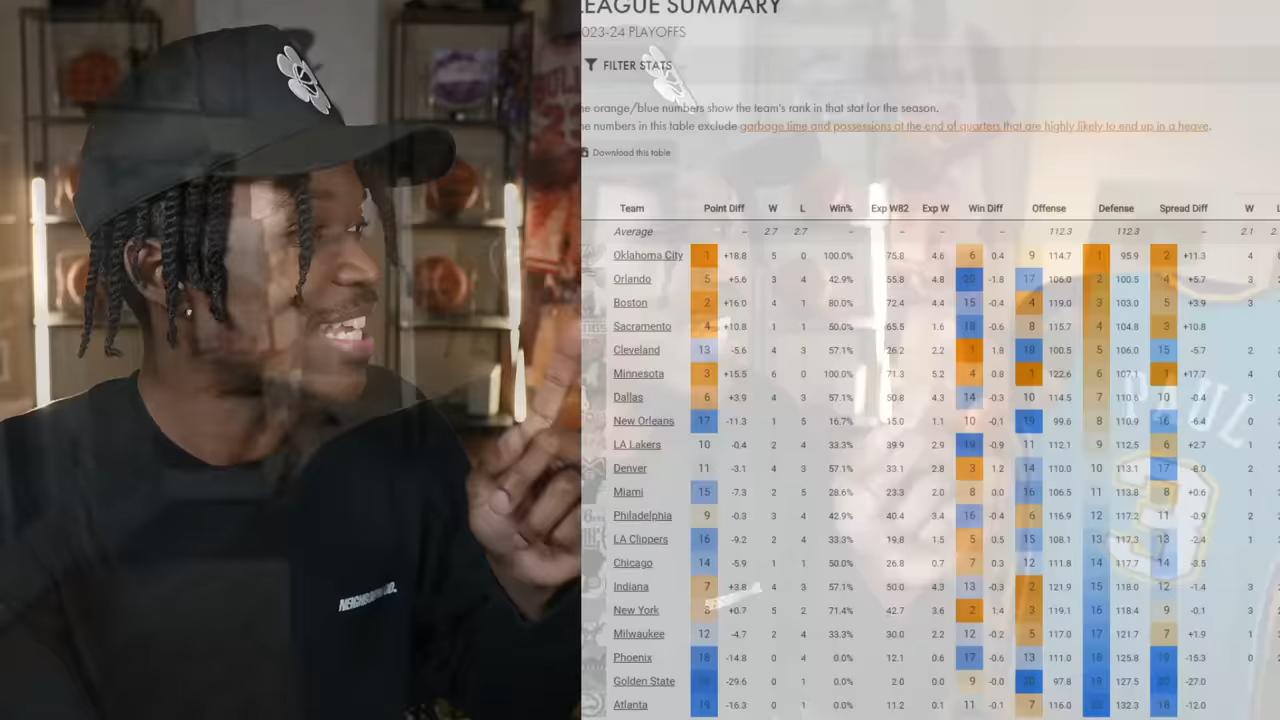 LEAGUE SUMMARY
023-24 PLAYOFFS
FILTER STATS
he orange/blue numbers show the team's rank in that stat for the season.
he numbers in this table exclude garbage time and possessions at the end of quarters that are highly likely to end up in a heave.
Download this table
Team Point Diff W L Win% Exp W82 Exp W Win Diff Offense Defense Spread Diff W L
Average – 2.7 2.7 – – – – 112.3 112.3 – 2.1 2.
Oklahoma City 1 +18.8 5 0 100.0% 75.8 4.6 6 0.4 9 114.7 1 95.9 2 +11.3 4
Orlando 5 +5.6 3 4 42.9% 55.8 4.8 20 -1.8 17 106.0 2 100.5 4 +5.7 3
Boston 2 +16.0 4 1 80.0% 72.4 4.4 15 -0.4 4 119.0 3 103.0 5 +3.9 3
Sacramento 4 +10.8 1 1 50.0% 65.5 1.6 18 -0.6 8 115.7 4 104.8 3 +10.8
Cleveland 13 -5.6 4 3 57.1% 26.2 2.2 1 1.8 18 100.5 5 106.0 15 -5.7 2
Minnesota 3 +15.5 6 0 100.0% 71.3 5.2 4 0.8 1 122.6 6 107.1 1 +17.7 4
Dallas 6 +3.9 4 3 57.1% 50.8 4.3 14 -0.3 10 114.5 7 110.6 10 -0.4 3
New Orleans 17 -11.3 1 5 16.7% 15.0 1.1 10 -0.1 19 99.6 8 110.9 16 -6.4 0
LA Lakers 10 -0.4 2 4 33.3% 39.9 2.9 19 -0.9 11 112.1 9 112.5 6 +2.7 1
Denver 11 -3.1 4 3 57.1% 33.1 2.8 3 1.2 14 110.0 10 113.1 17 -8.0 2
Miami 15 -7.3 2 5 28.6% 23.3 2.0 8 0.0 16 106.5 11 113.8 8 +0.6 1
Philadelphia 9 -0.3 3 4 42.9% 40.4 3.4 16 -0.4 6 116.9 12 117.2 11 -0.9 2
LA Clippers 16 -9.2 2 4 33.3% 19.8 1.5 5 0.5 15 108.1 13 117.3 13 -2.4 1
Chicago 14 -5.9 1 1 50.0% 26.8 0.7 7 0.3 12 111.8 14 117.7 14 -3.5
Indiana 7 +3.8 4 3 57.1% 50.0 4.3 13 -0.3 2 121.9 15 118.0 12 -1.4 3
New York 8 +0.7 5 2 71.4% 42.7 3.6 2 1.4 3 119.1 16 118.4 9 -0.1 3
Milwaukee 12 -4.7 2 4 33.3% 30.0 2.2 12 -0.2 5 117.0 17 121.7 7 +1.9 1
Phoenix 18 -14.8 0 4 0.0% 12.1 0.6 17 -0.6 13 111.0 18 125.8 19 -15.3 0
Golden State 20 -29.6 0 1 0.0% 2.0 0.0 9 -0.0 20 97.8 19 127.5 20 -27.0
Atlanta 19 -16.3 0 1 0.0% 11.2 0.1 11 -0.1 7 116.0 20 132.3 18 -12.0
PAUL
3